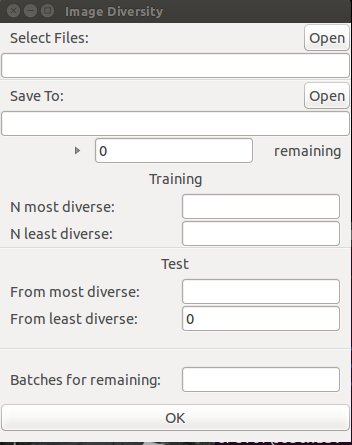 Image Diversity
Select Files: Open
Save To: Open
0 remaining
Training
N most diverse:
N least diverse:
Test
From most diverse:
From least diverse: 0
Batches for remaining:
OK